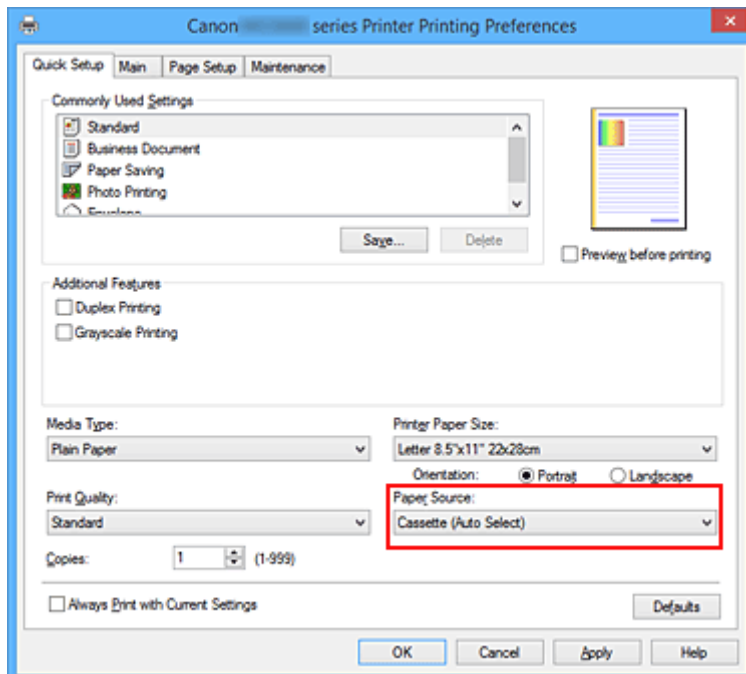 Canon series Printer Printing Preferences
Quick Setup Main Page Setup Maintenance
Commonly Used Settings
Standard
Business Document
Paper Saving
Photo Printing
Envelope
Save... Delete
Preview before printing
Additional Features
Duplex Printing
Grayscale Printing
Media Type: Printer Paper Size:
Plain Paper Letter 8.5"x11" 22x28cm
Orientation: Portrait Landscape
Print Quality: Paper Source:
Standard Cassette (Auto Select)
Copies: 1 (1-999)
Always Print with Current Settings Defaults
OK Cancel Apply Help